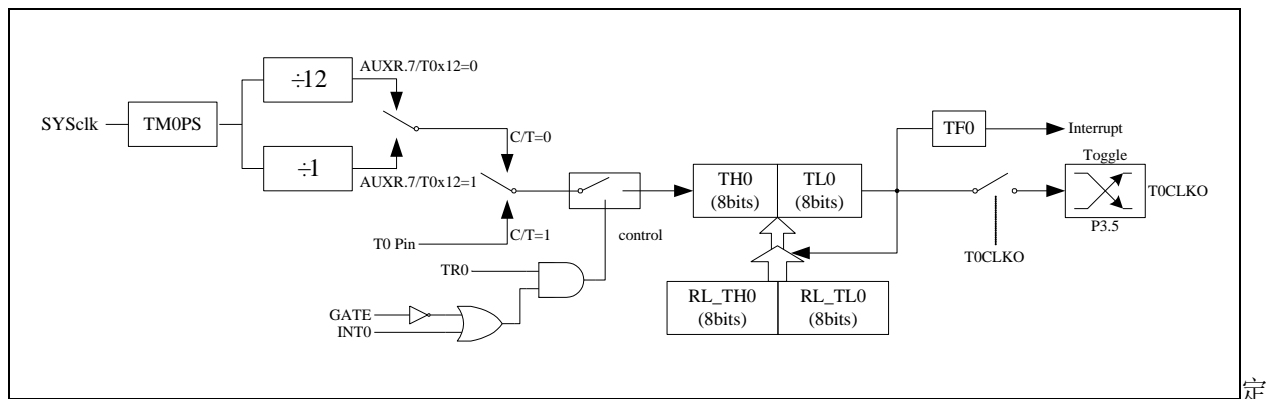 AUXR.7/T0x12=0
÷12
SYSclk
TM0PS
C/T=0
÷1
AUXR.7/T0x12=1
TF0
Interrupt
Toggle
TH0
(8bits)
TL0
(8bits)
T0CLKO
P3.5
T0 Pin
C/T=1
control
T0CLKO
TR0
RL_TH0
(8bits)
RL_TL0
(8bits)
GATE
INT0
定